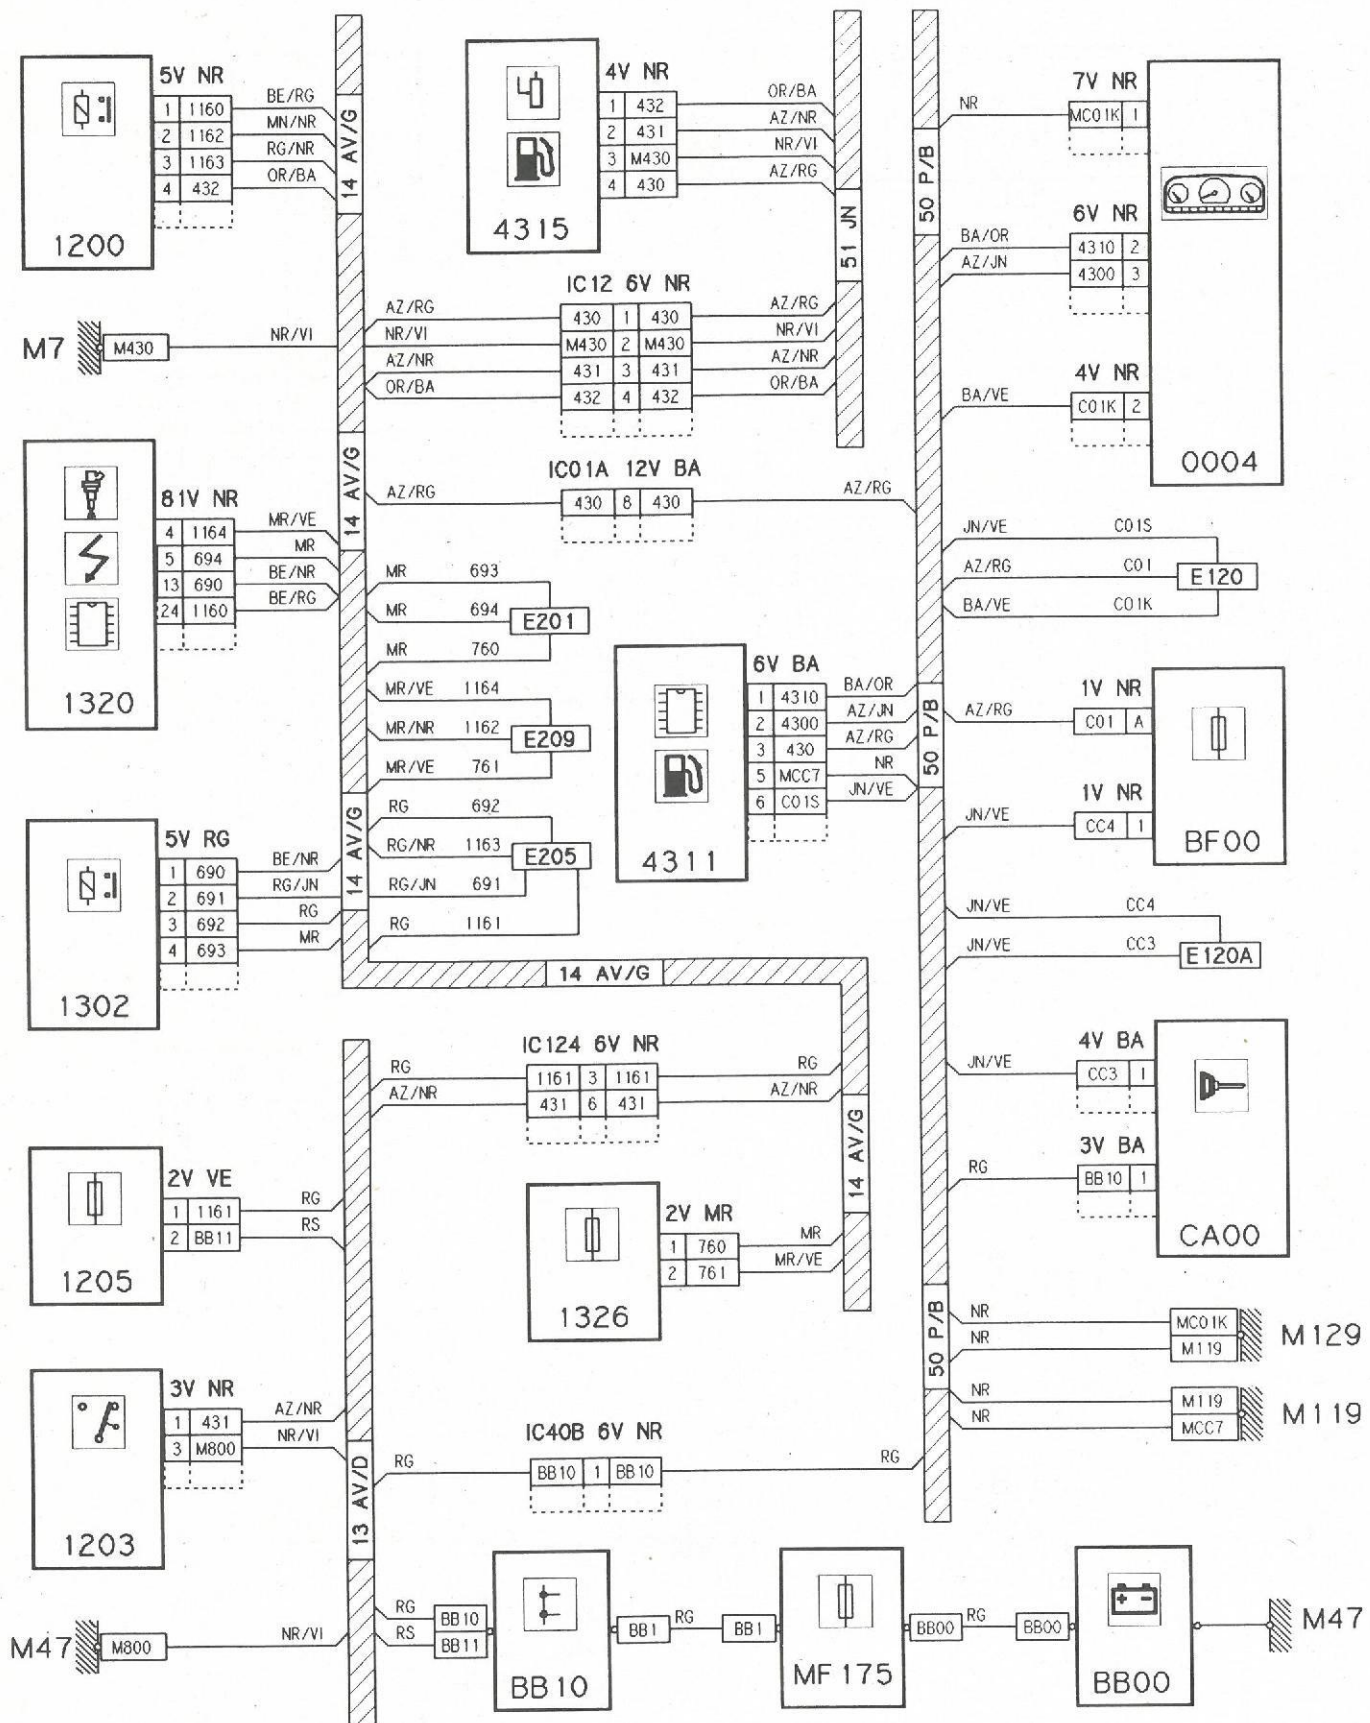 5V NR
1 1160 BE/RG
2 1162 MN/NR
3 1163 RG/NR
4 432 OR/BA
1200
14 AV/G
4V NR
1 432 OR/BA
2 431 AZ/NR
3 M430 NR/VI
4 430 AZ/RG
4315
51 JN
50 P/B
7V NR
NR MC01K 1
6V NR
BA/OR 4310 2
AZ/JN 4300 3
4V NR
BA/VE C01K 2
0004
M7 M430 NR/VI
IC12 6V NR
AZ/RG 430 1 430 AZ/RG
NR/VI M430 2 M430 NR/VI
AZ/NR 431 3 431 AZ/NR
OR/BA 432 4 432 OR/BA
14 AV/G
IC01A 12V BA
AZ/RG 430 8 430 AZ/RG
81V NR
4 1164 MR/VE
5 694 MR
13 690 BE/NR
24 1160 BE/RG
1320
MR 693
MR 694 E201
MR 760
MR/VE 1164
MR/NR 1162 E209
MR/VE 761
RG 692
RG/NR 1163 E205
RG/JN 691
RG 1161
JN/VE C01S
AZ/RG C01 E120
BA/VE C01K
6V BA
1 4310 BA/OR
2 4300 AZ/JN
3 430 AZ/RG
5 MCC7 NR
6 C01S JN/VE
4311
50 P/B
1V NR
AZ/RG C01 A
1V NR
JN/VE CC4 1
BF00
14 AV/G
5V RG
1 690 BE/NR
2 691 RG/JN
3 692 RG
4 693 MR
1302
JN/VE CC4
JN/VE CC3 E120A
14 AV/G
IC124 6V NR
RG 1161 3 1161 RG
AZ/NR 431 6 431 AZ/NR
14 AV/G
4V BA
JN/VE CC3 1
3V BA
RG BB10 1
CA00
2V VE
1 1161 RG
2 BB11 RS
1205
2V MR
1 760 MR
2 761 MR/VE
1326
50 P/B
NR MC01K
NR M119
M129
NR M119
NR MCC7
M119
3V NR
1 431 AZ/NR
3 M800 NR/VI
1203
13 AV/D
IC40B 6V NR
RG BB10 1 BB10 RG
M47 M800 NR/VI
RG BB10
RS BB11
BB10
BB1 RG BB1
MF175
BB00 RG BB00
BB00
M47